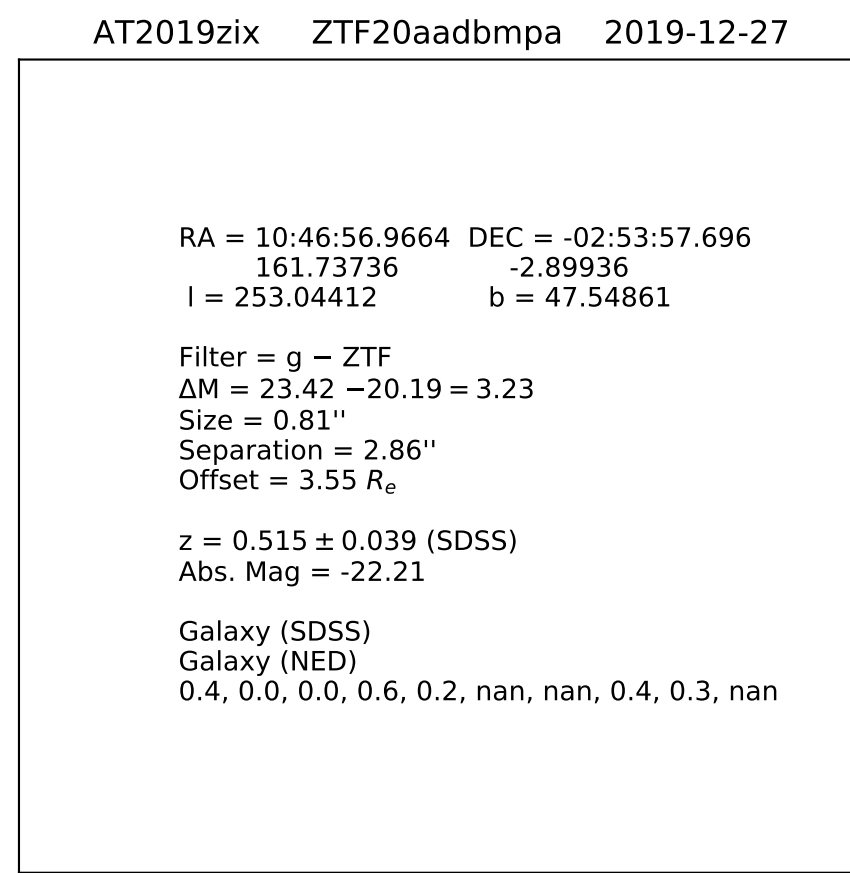 AT2019zix ZTF20aadbmpa 2019-12-27
RA = 10:46:56.9664 DEC = -02:53:57.696
161.73736 -2.89936
l = 253.04412 b = 47.54861
Filter = g − ZTF
ΔM = 23.42 −20.19 = 3.23
Size = 0.81''
Separation = 2.86''
Offset = 3.55 Rₑ
z = 0.515 ± 0.039 (SDSS)
Abs. Mag = -22.21
Galaxy (SDSS)
Galaxy (NED)
0.4, 0.0, 0.0, 0.6, 0.2, nan, nan, 0.4, 0.3, nan